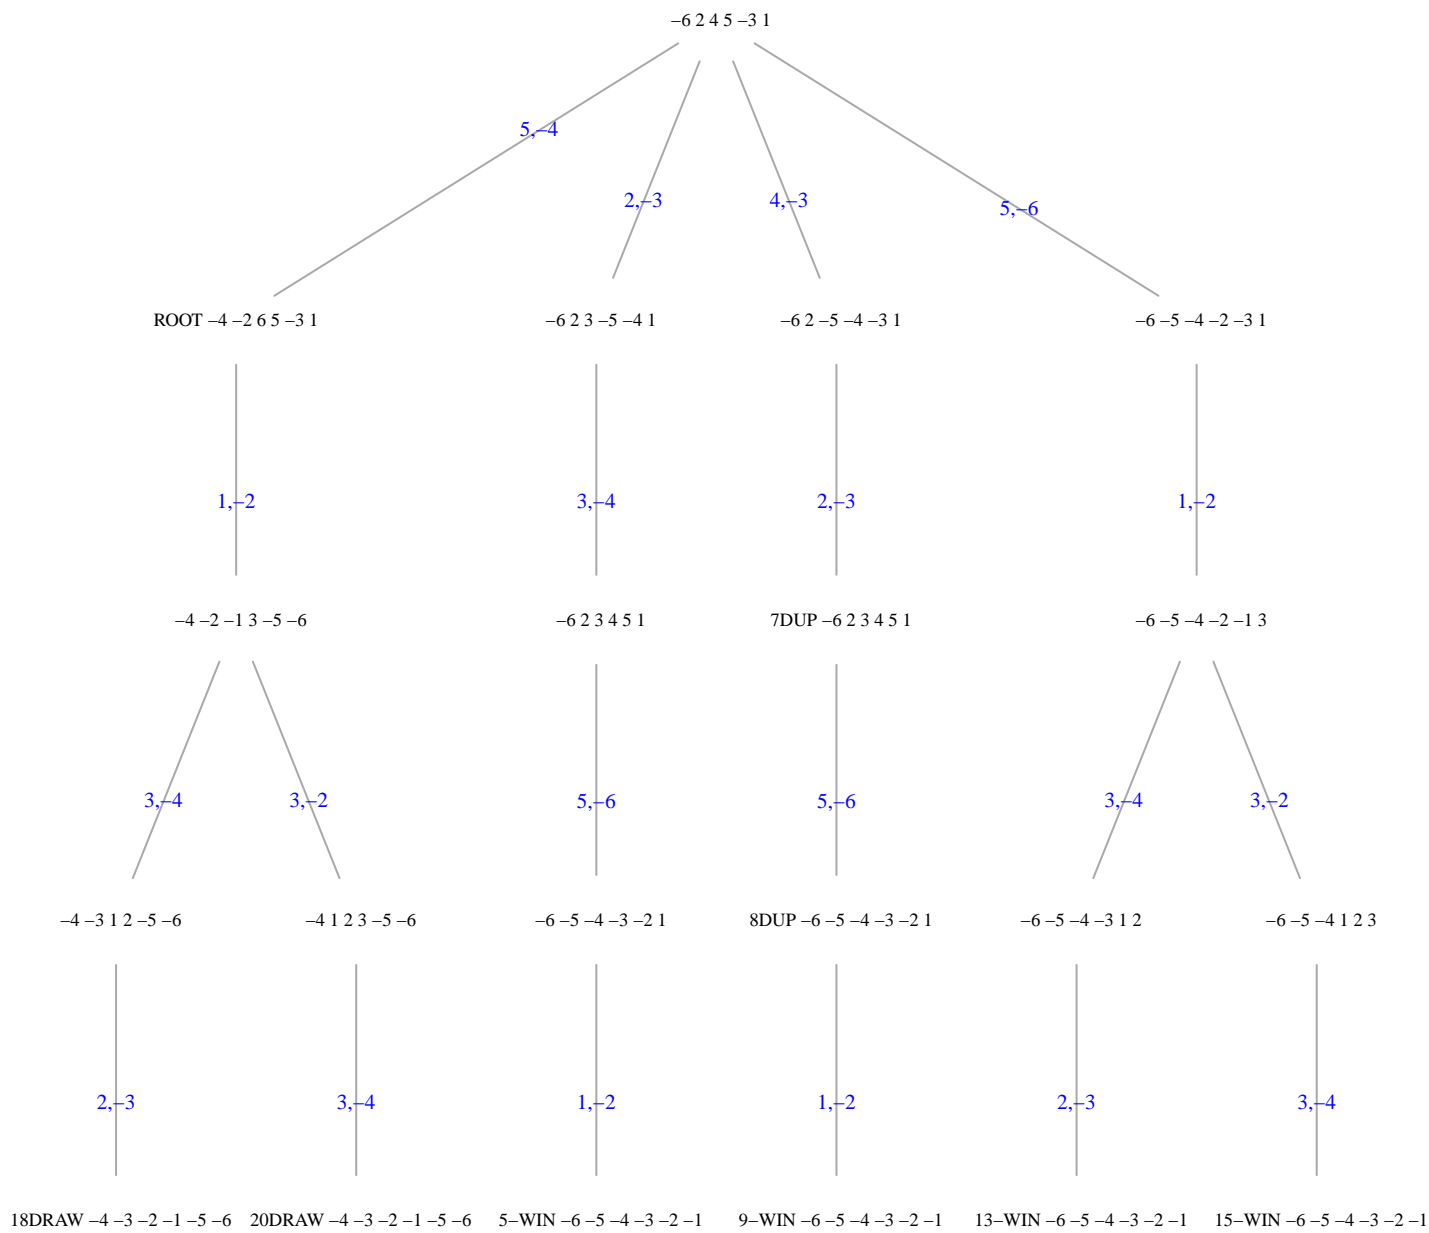 –6 2 4 5 –3 1
5,–4
2,–3
4,–3
5,–6
ROOT –4 –2 6 5 –3 1
–6 2 3 –5 –4 1
–6 2 –5 –4 –3 1
–6 –5 –4 –2 –3 1
1,–2
3,–4
2,–3
1,–2
–4 –2 –1 3 –5 –6
–6 2 3 4 5 1
7DUP –6 2 3 4 5 1
–6 –5 –4 –2 –1 3
3,–4
3,–2
5,–6
5,–6
3,–4
3,–2
–4 –3 1 2 –5 –6
–4 1 2 3 –5 –6
–6 –5 –4 –3 –2 1
8DUP –6 –5 –4 –3 –2 1
–6 –5 –4 –3 1 2
–6 –5 –4 1 2 3
2,–3
3,–4
1,–2
1,–2
2,–3
3,–4
18DRAW –4 –3 –2 –1 –5 –6
20DRAW –4 –3 –2 –1 –5 –6
5–WIN –6 –5 –4 –3 –2 –1
9–WIN –6 –5 –4 –3 –2 –1
13–WIN –6 –5 –4 –3 –2 –1
15–WIN –6 –5 –4 –3 –2 –1